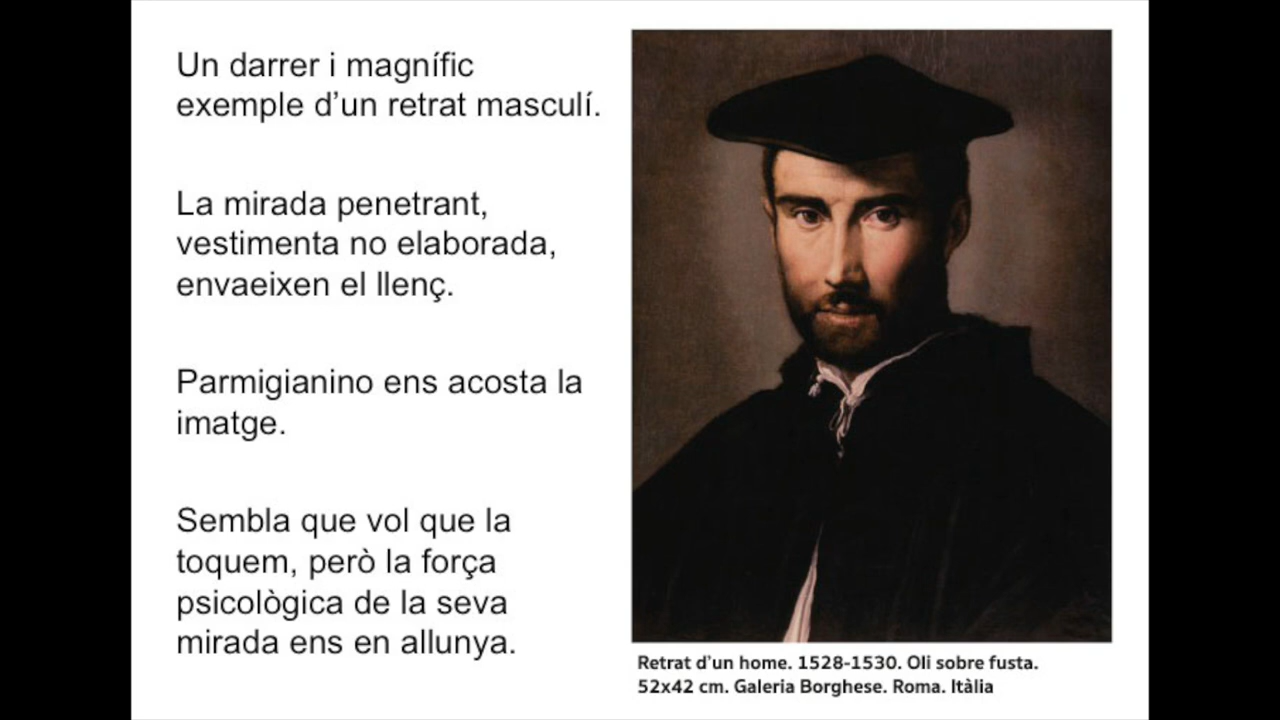 Un darrer i magnífic
exemple d’un retrat masculí.
La mirada penetrant,
vestimenta no elaborada,
envaeixen el llenç.
Parmigianino ens acosta la
imatge.
Sembla que vol que la
toquem, però la força
psicològica de la seva
mirada ens en allunya.
Retrat d’un home. 1528-1530. Oli sobre fusta.
52x42 cm. Galeria Borghese. Roma. Itàlia